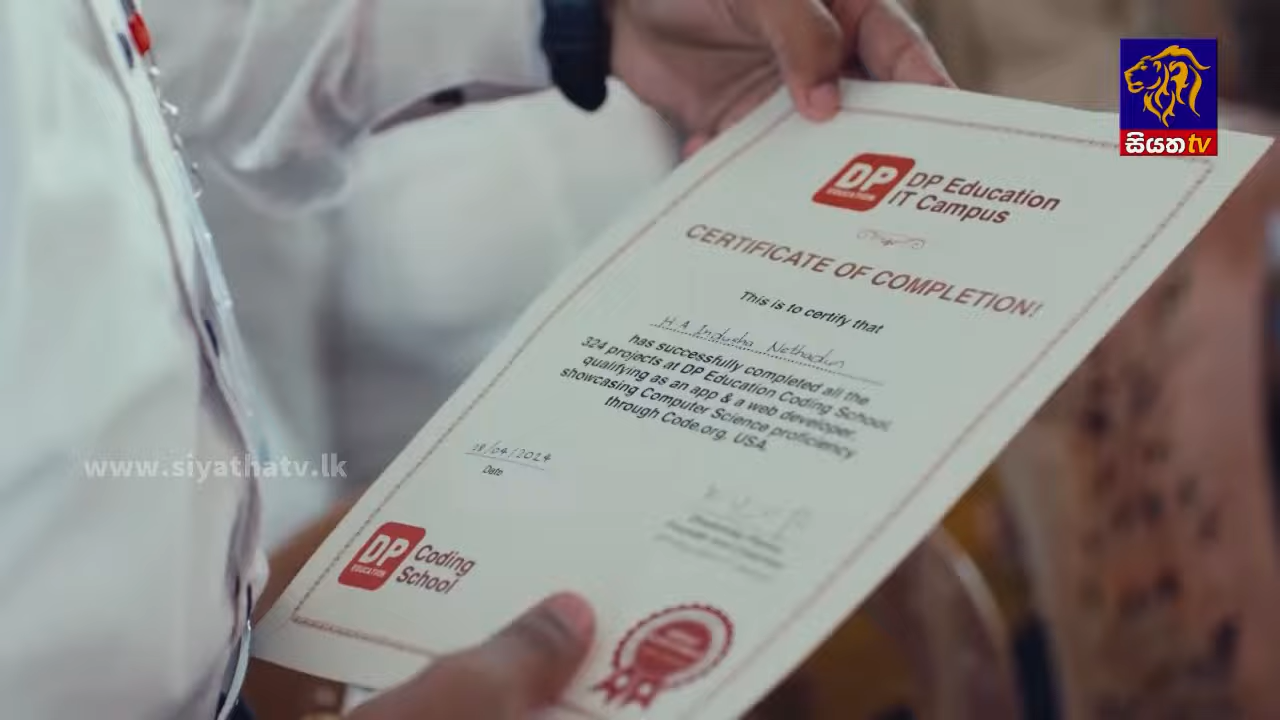 සියත tv
DP
EDUCATION
DP Education
IT Campus
CERTIFICATE OF COMPLETION!
This is to certify that
H A Indusha Nethadun
has successfully completed all the
324 projects at DP Education Coding School,
qualifying as an app & a web developer,
showcasing Computer Science proficiency
through Code.org, USA
18/04/2024
Date
www.siyathatv.lk
DP
EDUCATION
Coding
School